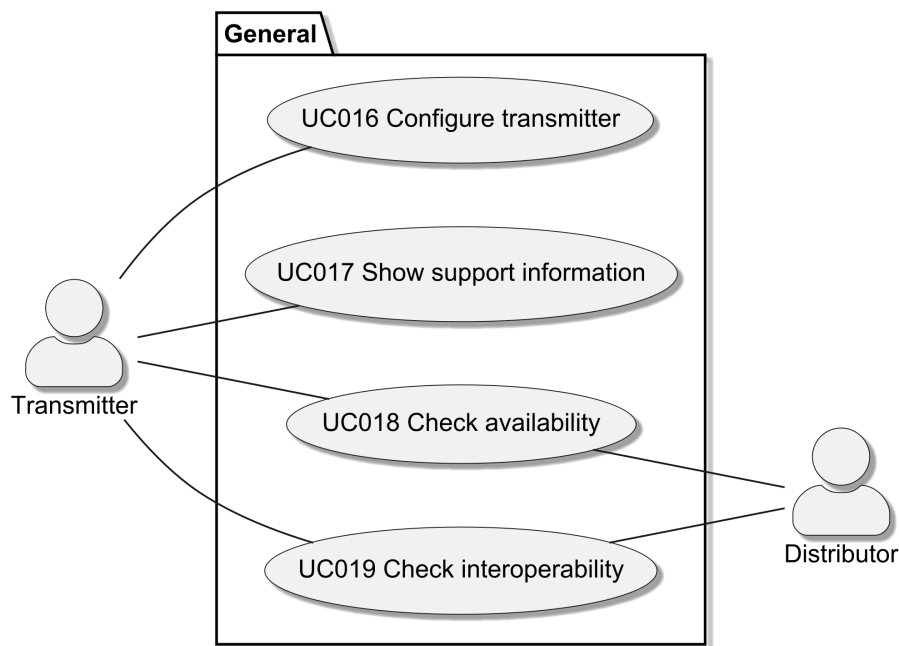 General
UC016 Configure transmitter
UC017 Show support information
Transmitter
UC018 Check availability
Distributor
UC019 Check interoperability